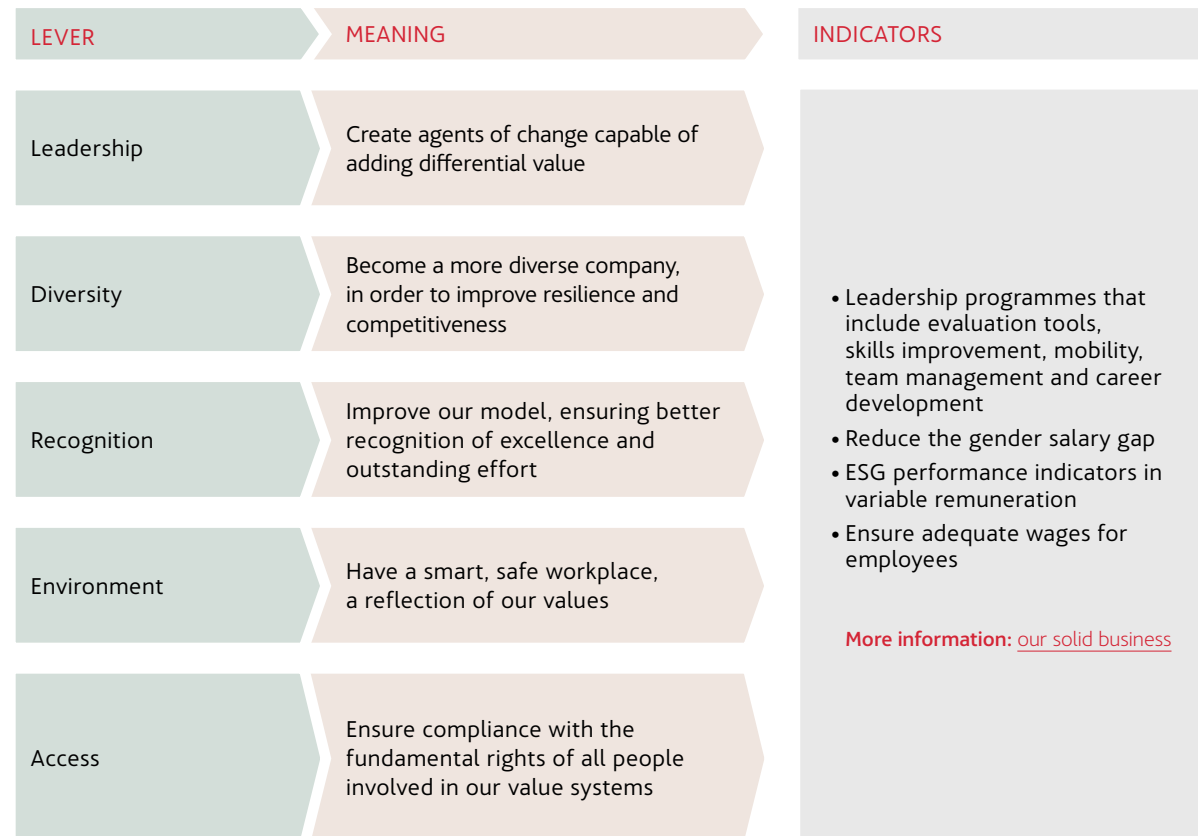 LEVER
MEANING
INDICATORS
Leadership
Create agents of change capable of
adding differential value
Diversity
Become a more diverse company,
in order to improve resilience and
competitiveness
Recognition
Improve our model, ensuring better
recognition of excellence and
outstanding effort
Environment
Have a smart, safe workplace,
a reflection of our values
Access
Ensure compliance with the
fundamental rights of all people
involved in our value systems
• Leadership programmes that
include evaluation tools,
skills improvement, mobility,
team management and career
development
• Reduce the gender salary gap
• ESG performance indicators in
variable remuneration
• Ensure adequate wages for
employees
More information: our solid business